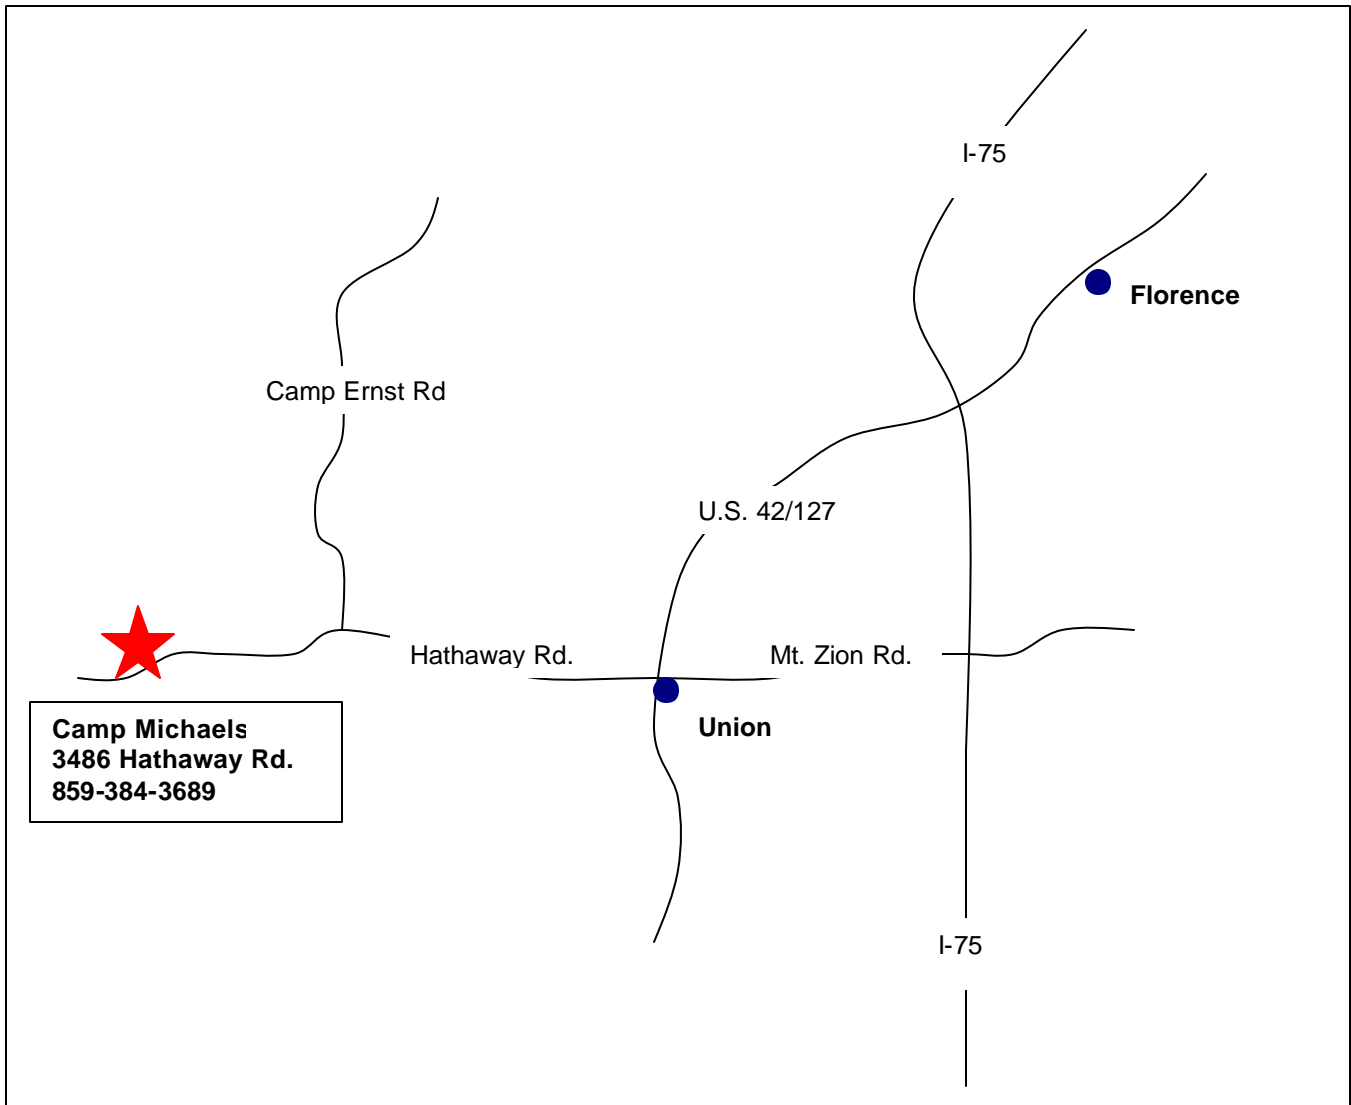 I-75
Florence
Camp Ernst Rd
U.S. 42/127
Hathaway Rd.
Mt. Zion Rd.
Union
Camp Michaels
3486 Hathaway Rd.
859-384-3689
I-75